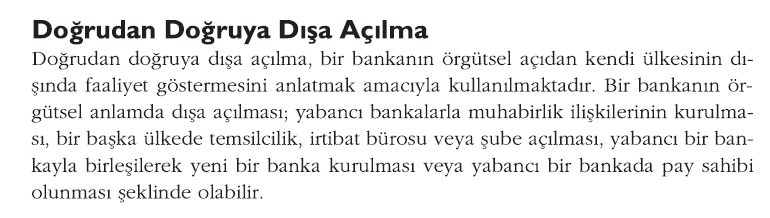 Doğrudan Doğruya Dışa Açılma
Doğrudan doğruya dışa açılma, bir bankanın örgütsel açıdan kendi ülkesinin dı-
şında faaliyet göstermesini anlatmak amacıyla kullanılmaktadır. Bir bankanın ör-
gütsel anlamda dışa açılması; yabancı bankalarla muhabirlik ilişkilerinin kurulma-
sı, bir başka ülkede temsilcilik, irtibat bürosu veya şube açılması, yabancı bir ban-
kayla birleşilerek yeni bir banka kurulması veya yabancı bir bankada pay sahibi
olunması şeklinde olabilir.